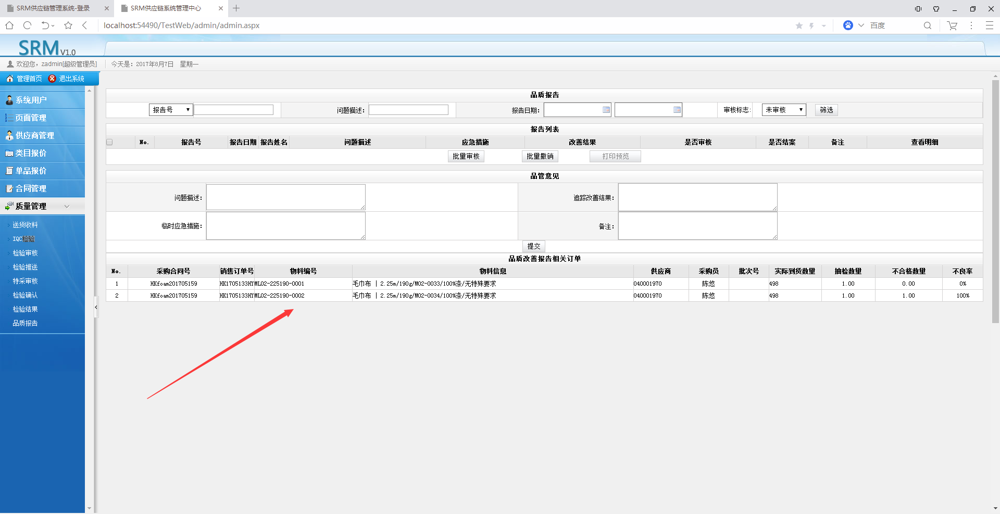 SRM供应链管理系统-登录
SRM供应链系统管理中心
localhost:54490/TestWeb/admin/admin.aspx
百度
SRM V1.0
欢迎您，zadmin[超级管理员] 今天是：2017年8月7日 星期一
管理首页 退出系统
系统用户
页面管理
供应商管理
类目报价
单品报价
合同管理
质量管理
送货收料
IQC检验
检验审核
检验推送
特采审核
检验确认
检验结果
品质报告
品质报告
报告号 问题描述： 报告日期： 审核标志： 未审核 筛选
报告列表
No. 报告号 报告日期 报告姓名 问题描述 应急措施 改善结果 是否审核 是否结案 备注 查看明细
批量审核 批量撤销 打印预览
品管意见
问题描述： 追踪改善结果：
临时应急措施： 备注：
提交
品质改善报告相关订单
No. 采购合同号 销售订单号 物料编号 物料信息 供应商 采购员 批次号 实际到货数量 抽检数量 不合格数量 不良率
1 HKfoam201705159 HK1705133HY ML02-225190-0001 毛巾布 | 2.25m/190g/M02-0033/100%涤/无特殊要求 040001970 陈悠 498 1.00 0.00 0%
2 HKfoam201705159 HK1705133HY ML02-225190-0002 毛巾布 | 2.25m/190g/M02-0034/100%涤/无特殊要求 040001970 陈悠 498 1.00 1.00 100%